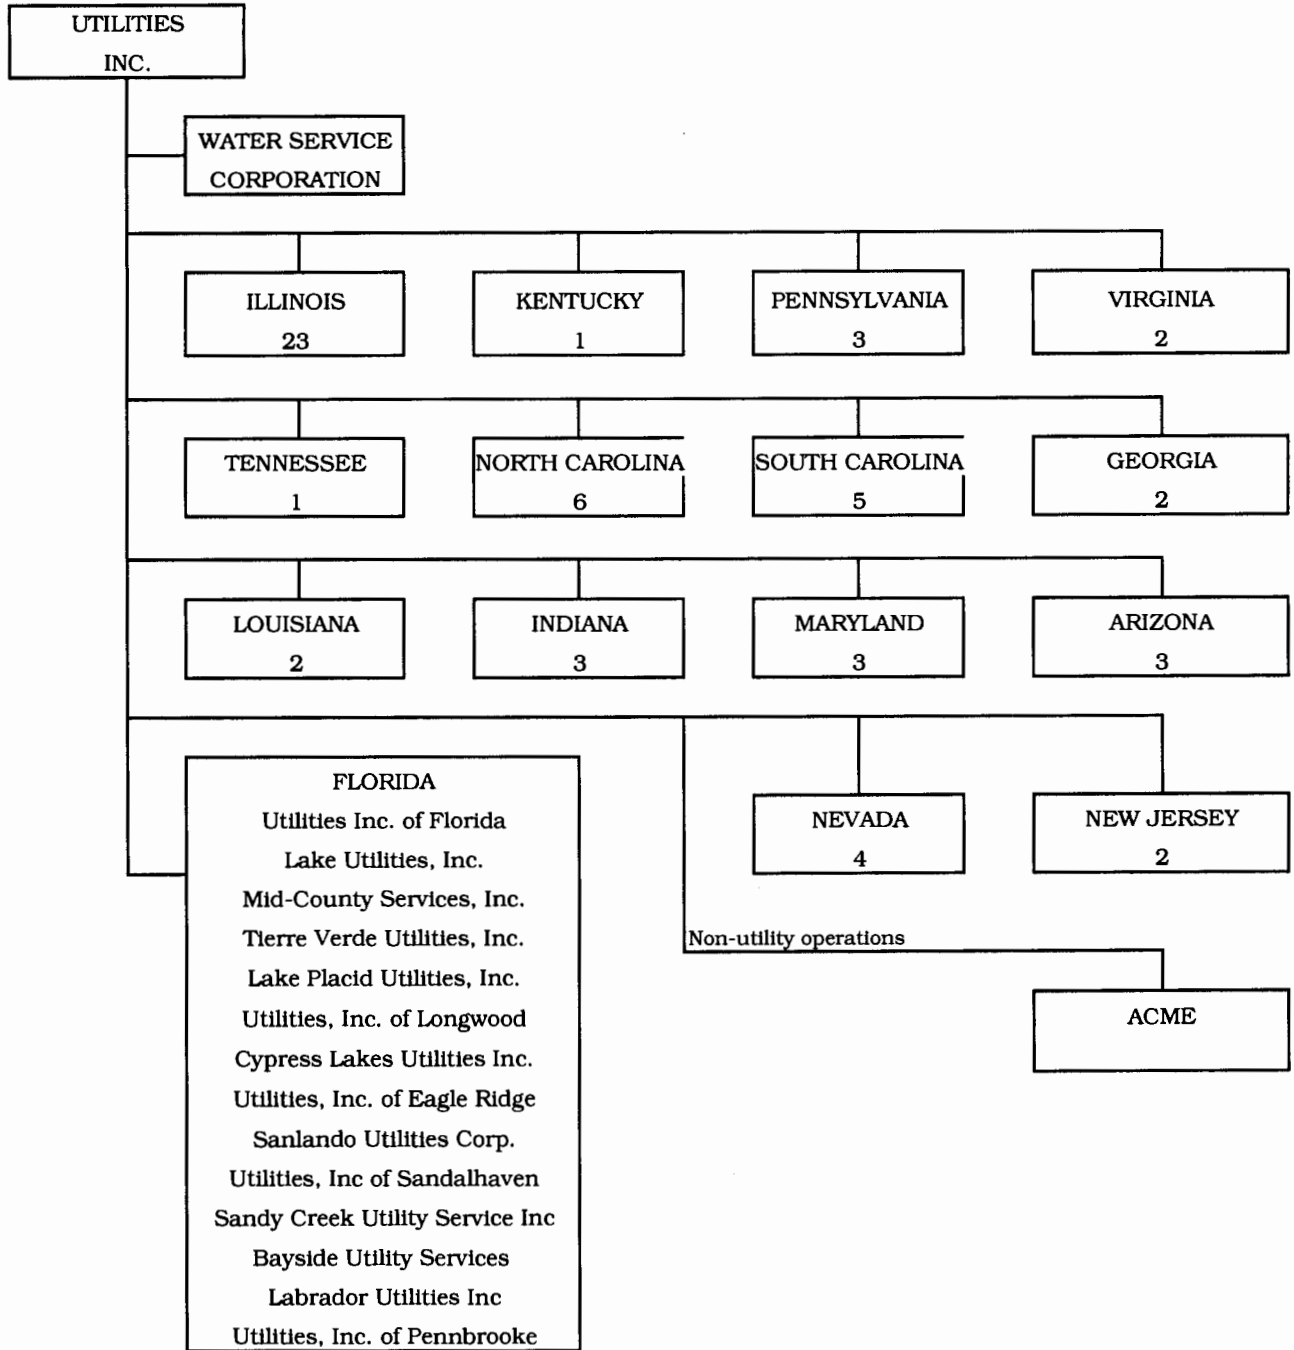 UTILITIES
INC.
WATER SERVICE
CORPORATION
ILLINOIS
23
KENTUCKY
1
PENNSYLVANIA
3
VIRGINIA
2
TENNESSEE
1
NORTH CAROLINA
6
SOUTH CAROLINA
5
GEORGIA
2
LOUISIANA
2
INDIANA
3
MARYLAND
3
ARIZONA
3
FLORIDA
Utilities Inc. of Florida
Lake Utilities, Inc.
Mid-County Services, Inc.
Tierre Verde Utilities, Inc.
Lake Placid Utilities, Inc.
Utilities, Inc. of Longwood
Cypress Lakes Utilities Inc.
Utilities, Inc. of Eagle Ridge
Sanlando Utilities Corp.
Utilities, Inc of Sandalhaven
Sandy Creek Utility Service Inc
Bayside Utility Services
Labrador Utilities Inc
Utilities, Inc. of Pennbrooke
NEVADA
4
NEW JERSEY
2
Non-utility operations
ACME